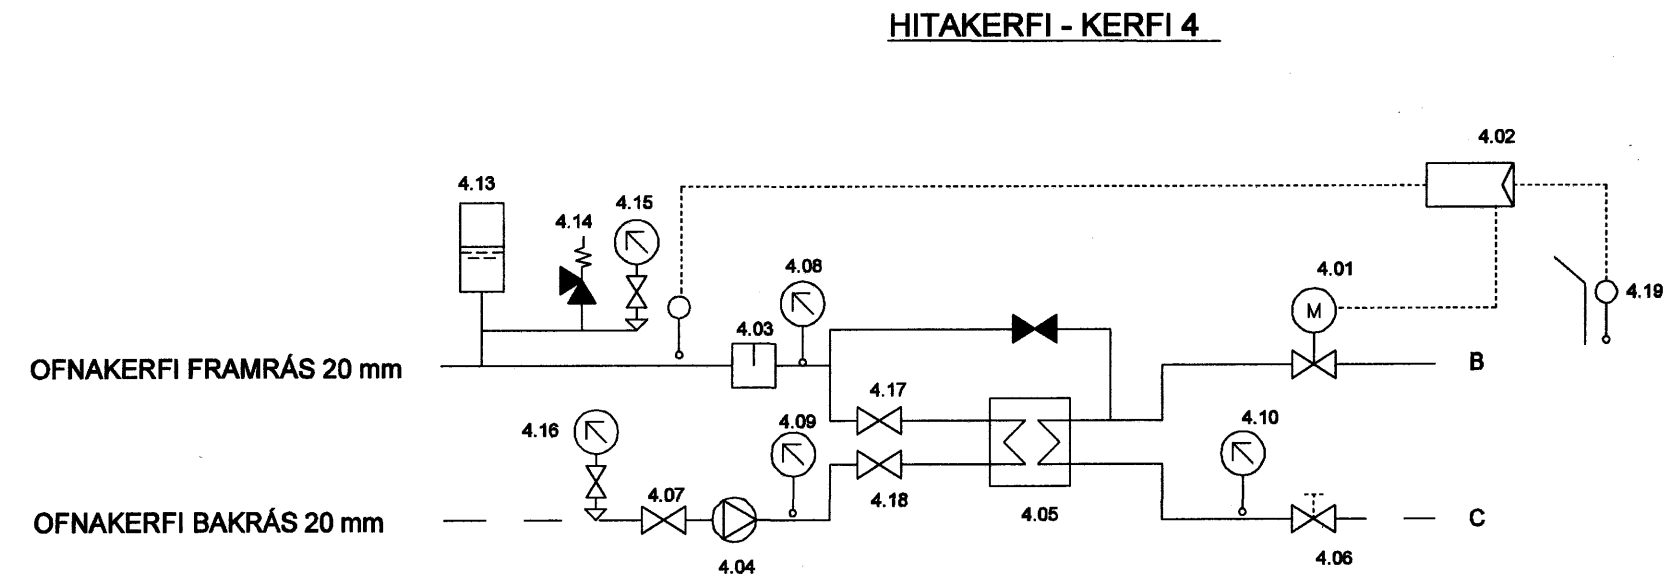 HITAKERFI - KERFI 4
4.02
4.13
4.15
4.14
4.08
4.01
4.19
M
4.03
OFNAKERFI FRAMRÁS 20 mm
B
4.17
4.16
4.09
4.10
4.07
4.18
4.05
OFNAKERFI BAKRÁS 20 mm
C
4.04
4.06